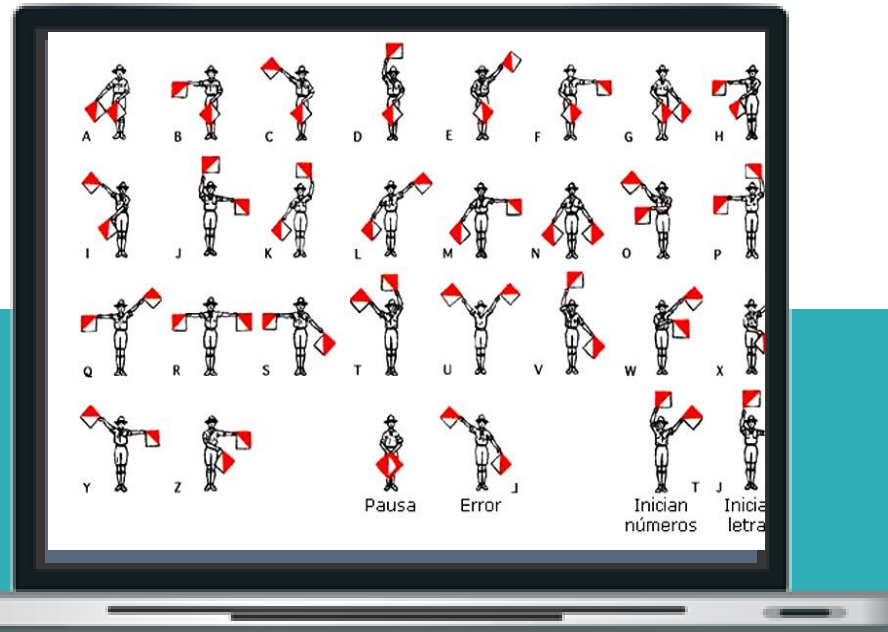 A B C D E F G H
I J K L M N O P
Q R S T U V W X
Y Z T J
Pausa Error Inician Inicia
números letra